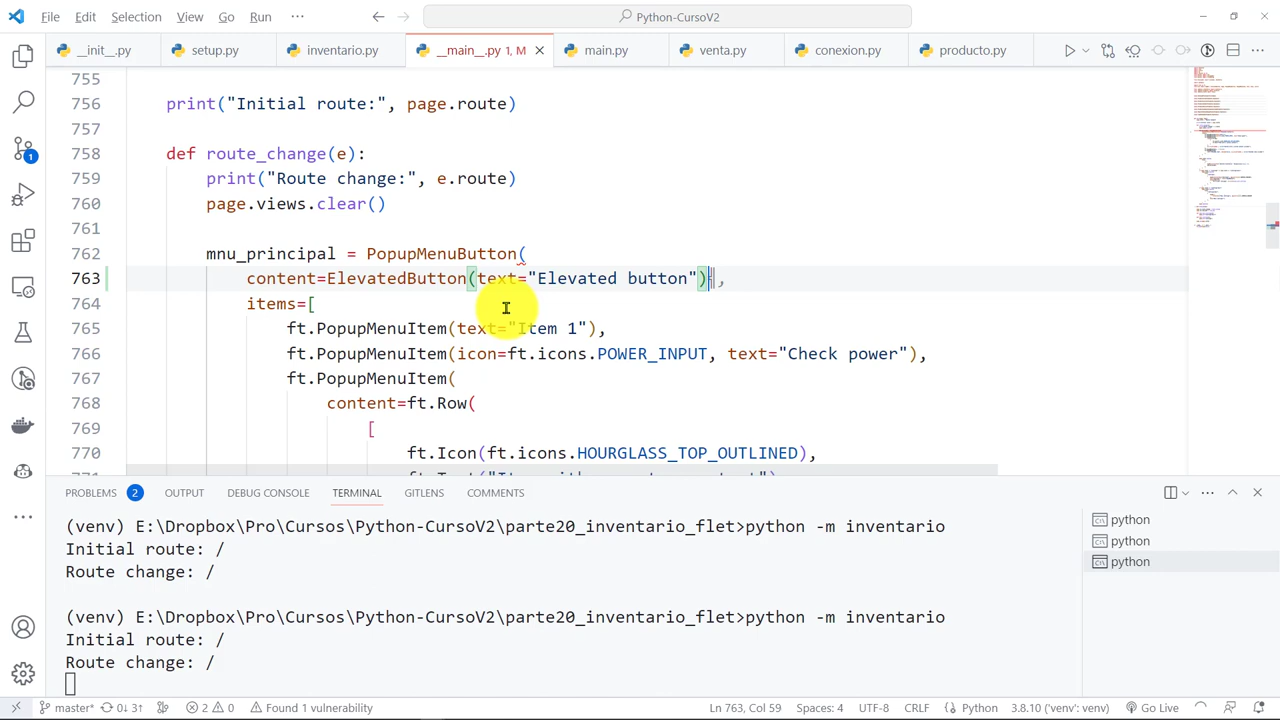 File Edit Selection View Go Run ··· Python-CursoV2
__init__.py setup.py inventario.py __main__.py 1, M main.py venta.py conexion.py producto.py
755
756 print("Initial route:", page.route)
757
758 def route_change
759 print("Route change:", e.route)
760 page.views.clear()
761
762 mnu_principal = PopupMenuButton(
763 content=ElevatedButton(text="Elevated button"),
764 items=[
765 ft.PopupMenuItem(text="Item 1"),
766 ft.PopupMenuItem(icon=ft.icons.POWER_INPUT, text="Check power"),
767 ft.PopupMenuItem(
768 content=ft.Row(
769 [
770 ft.Icon(ft.icons.HOURGLASS_TOP_OUTLINED),
PROBLEMS 2 OUTPUT DEBUG CONSOLE TERMINAL GITLENS COMMENTS
(venv) E:\Dropbox\Pro\Cursos\Python-CursoV2\parte20_inventario_flet>python -m inventario
Initial route: /
Route change: /
(venv) E:\Dropbox\Pro\Cursos\Python-CursoV2\parte20_inventario_flet>python -m inventario
Initial route: /
Route change: /
python
python
python
1
master* 0↓ 3↑ 2 0 Found 1 vulnerability Ln 763, Col 59 Spaces: 4 UTF-8 CRLF Python 3.8.10 ('venv': venv) Go Live